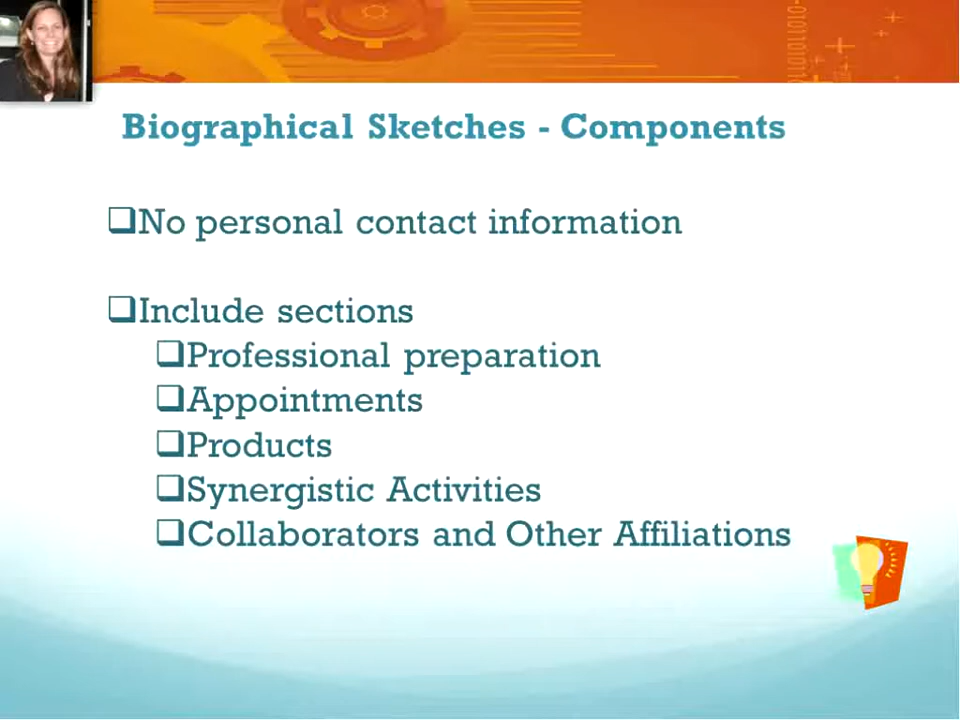 Biographical Sketches - Components
No personal contact information
Include sections
Professional preparation
Appointments
Products
Synergistic Activities
Collaborators and Other Affiliations